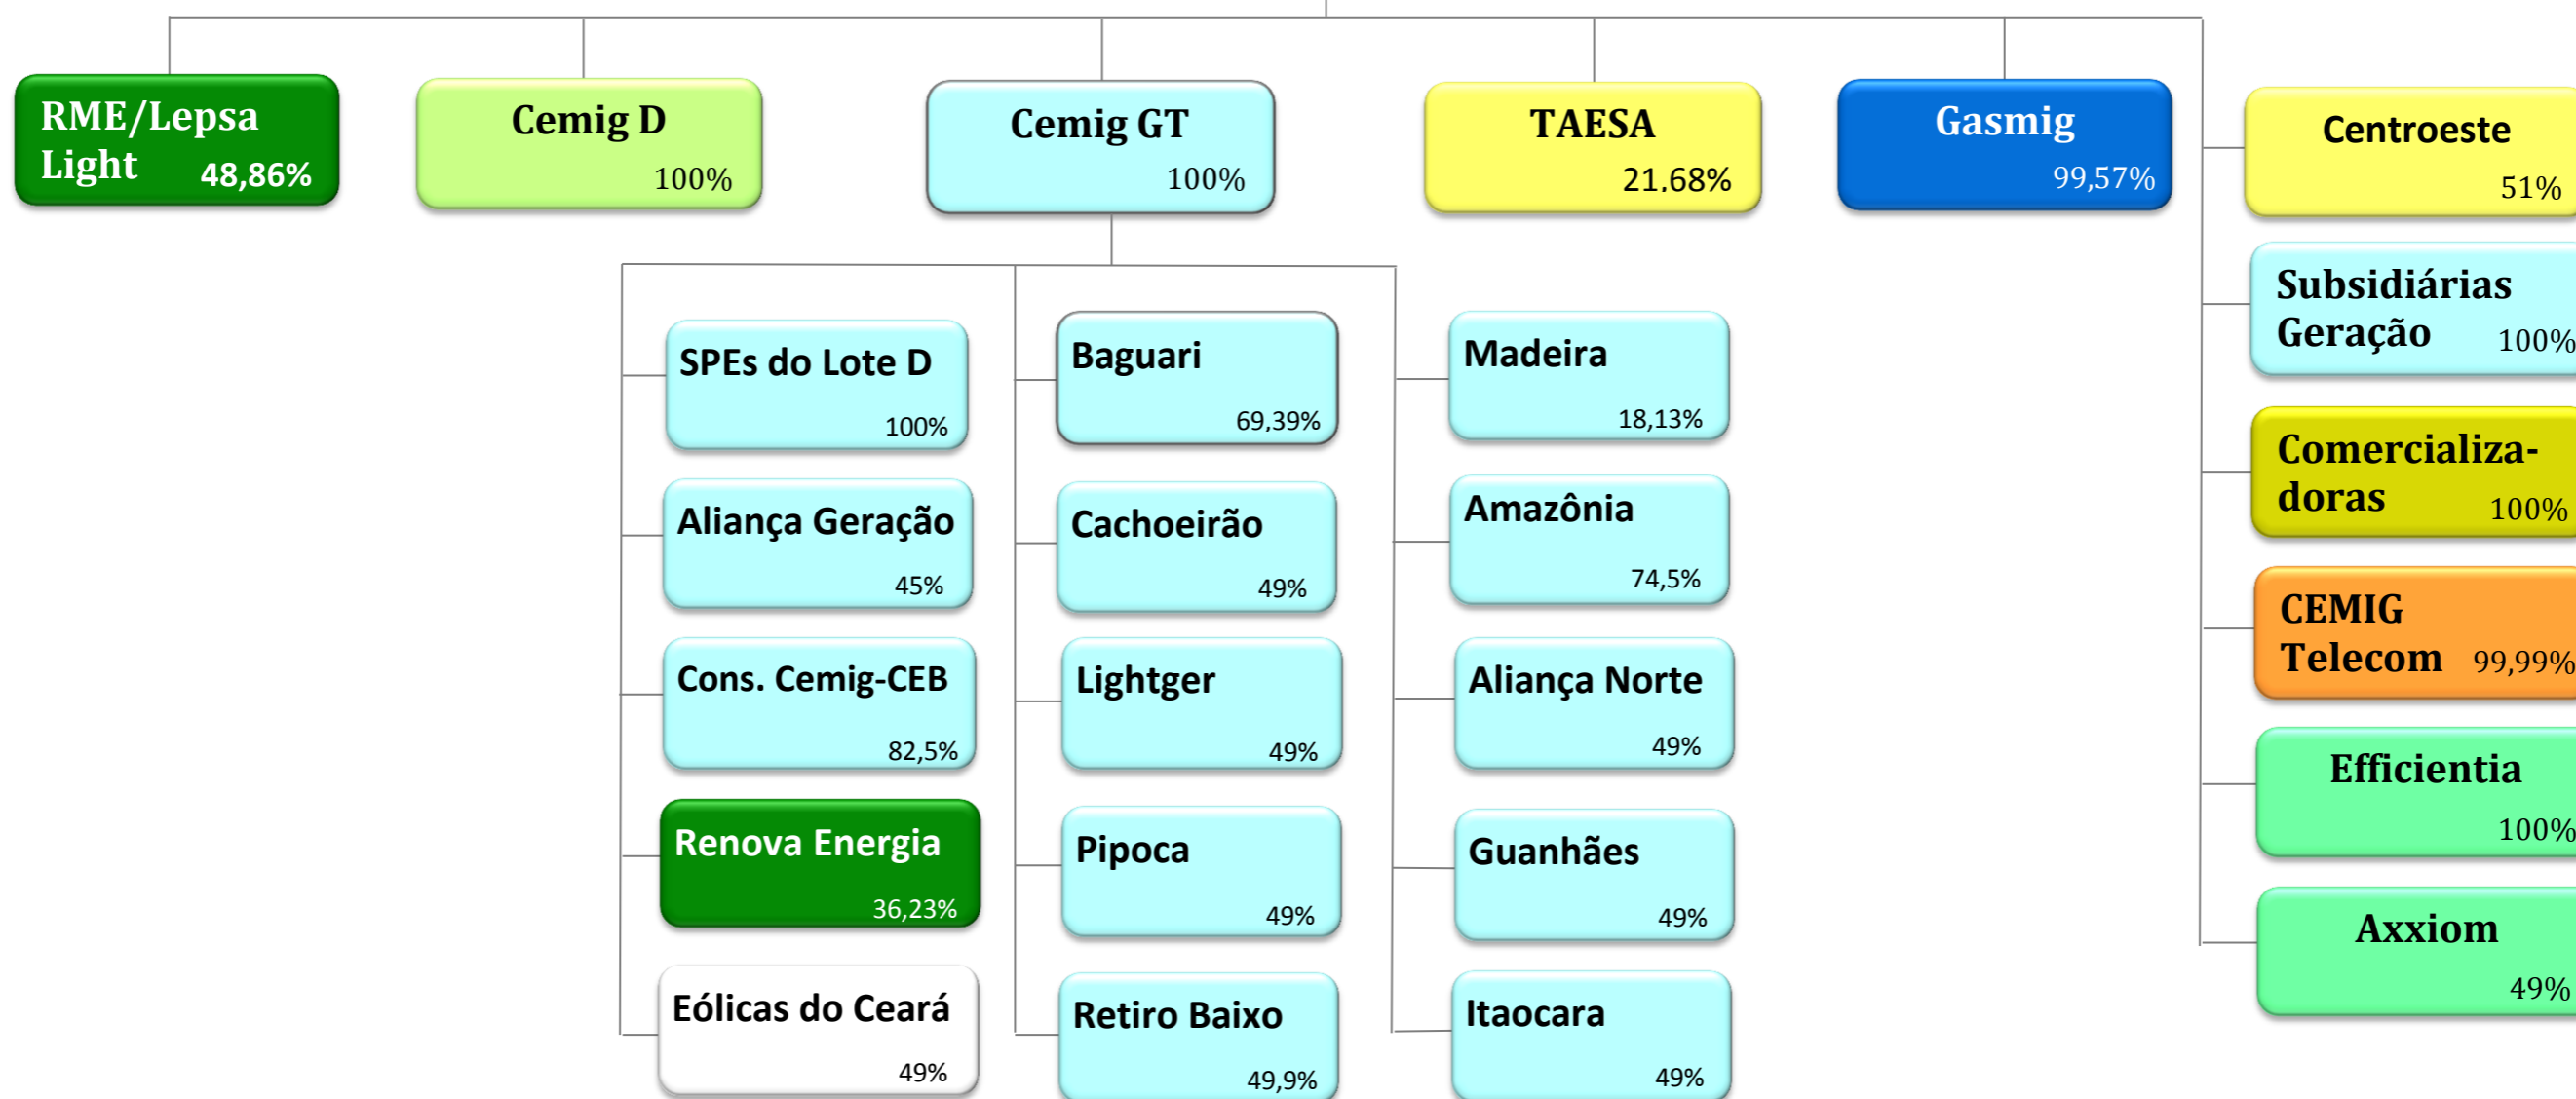 RME/Lepsa
Light 48,86%
Cemig D
100%
Cemig GT
100%
TAESA
21,68%
Gasmig
99,57%
Centroeste
51%
Subsidiárias
Geração 100%
Comercializa-
doras 100%
CEMIG
Telecom 99,99%
Efficientia
100%
Axxiom
49%
SPEs do Lote D
100%
Aliança Geração
45%
Cons. Cemig-CEB
82,5%
Renova Energia
36,23%
Eólicas do Ceará
49%
Baguari
69,39%
Cachoeirão
49%
Lightger
49%
Pipoca
49%
Retiro Baixo
49,9%
Madeira
18,13%
Amazônia
74,5%
Aliança Norte
49%
Guanhães
49%
Itaocara
49%